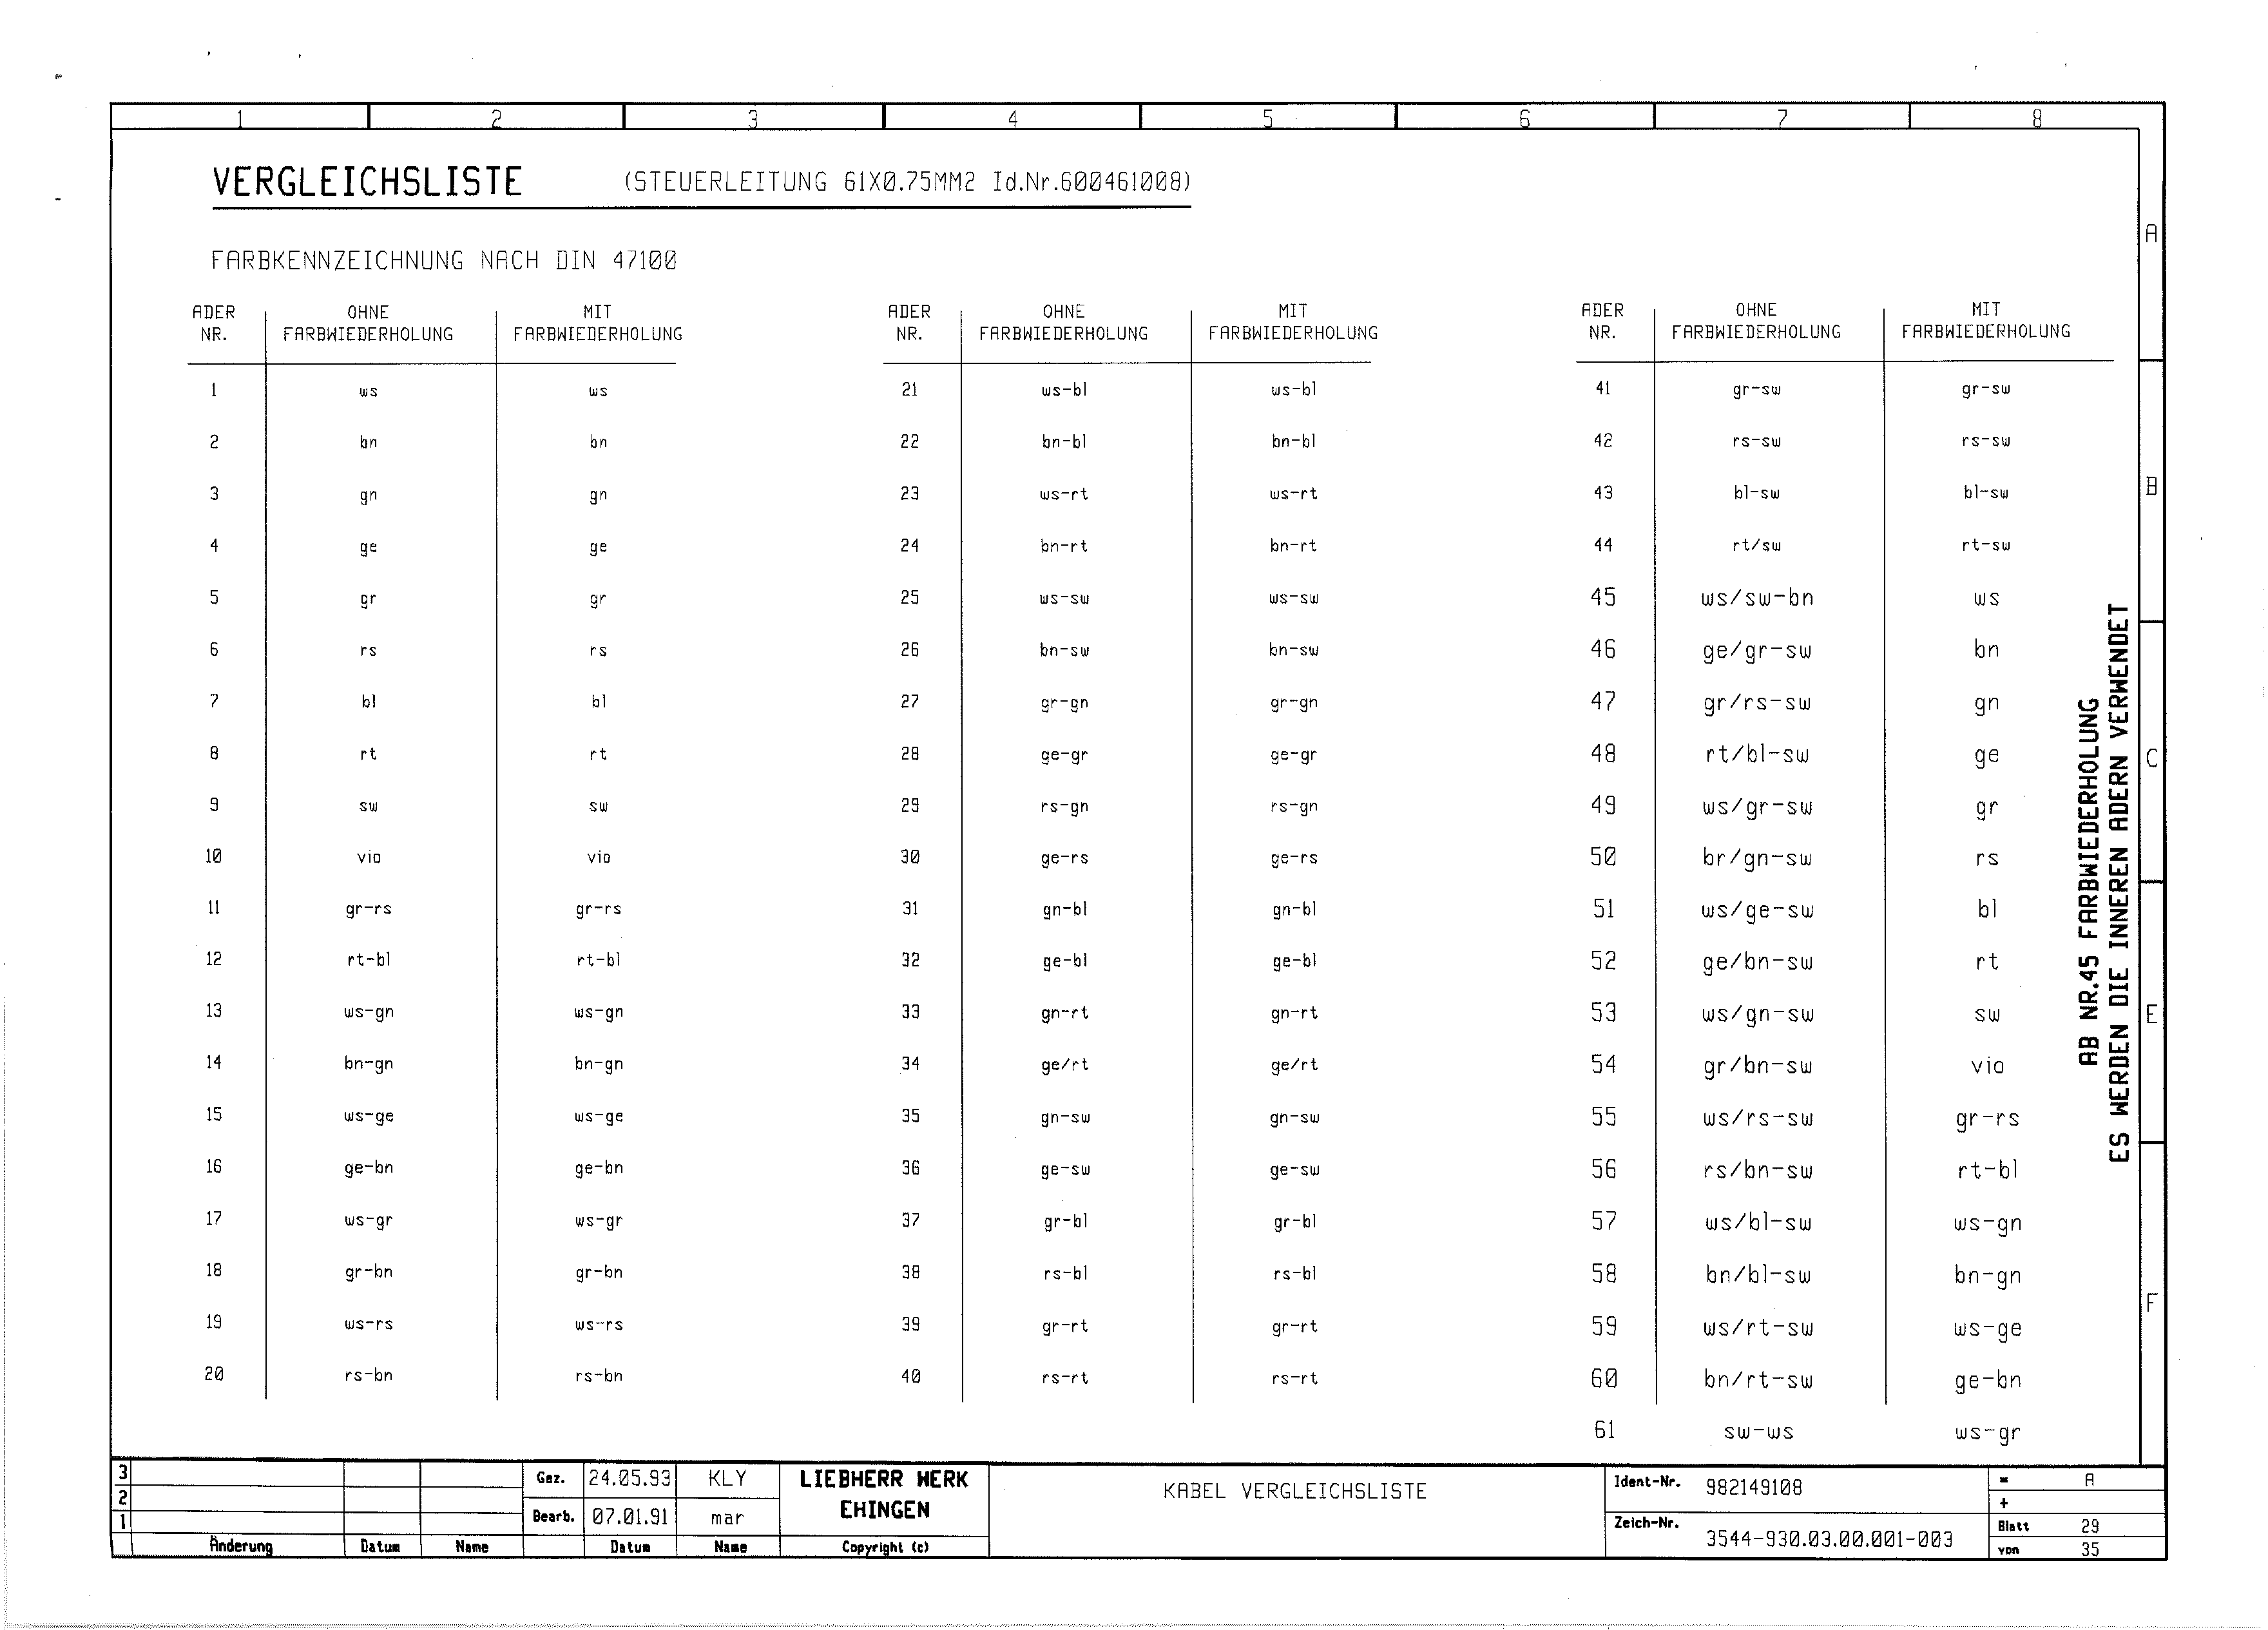 1 2 3 4 5 6 7 8
VERGLEICHSLISTE (STEUERLEITUNG 61X0.75MM2 Id.Nr.600461008)
A
FARBKENNZEICHNUNG NACH DIN 47100
ADER OHNE MIT ADER OHNE MIT ADER OHNE MIT
NR. FARBWIEDERHOLUNG FARBWIEDERHOLUNG NR. FARBWIEDERHOLUNG FARBWIEDERHOLUNG NR. FARBWIEDERHOLUNG FARBWIEDERHOLUNG
1 ws ws 21 ws-bl ws-bl 41 gr-sw gr-sw
2 bn bn 22 bn-bl bn-bl 42 rs-sw rs-sw
3 gn gn 23 ws-rt ws-rt 43 bl-sw bl-sw
B
4 ge ge 24 bn-rt bn-rt 44 rt/sw rt-sw
5 gr gr 25 ws-sw ws-sw 45 ws/sw-bn ws
6 rs rs 26 bn-sw bn-sw 46 ge/gr-sw bn
7 bl bl 27 gr-gn gr-gn 47 gr/rs-sw gn
8 rt rt 28 ge-gr ge-gr 48 rt/bl-sw ge
C
9 sw sw 29 rs-gn rs-gn 49 ws/gr-sw gr
10 vio vio 30 ge-rs ge-rs 50 br/gn-sw rs
11 gr-rs gr-rs 31 gn-bl gn-bl 51 ws/ge-sw bl
12 rt-bl rt-bl 32 ge-bl ge-bl 52 ge/bn-sw rt
13 ws-gn ws-gn 33 gn-rt gn-rt 53 ws/gn-sw sw
E
14 bn-gn bn-gn 34 ge/rt ge/rt 54 gr/bn-sw vio
15 ws-ge ws-ge 35 gn-sw gn-sw 55 ws/rs-sw gr-rs
16 ge-bn ge-bn 36 ge-sw ge-sw 56 rs/bn-sw rt-bl
17 ws-gr ws-gr 37 gr-bl gr-bl 57 ws/bl-sw ws-gn
18 gr-bn gr-bn 38 rs-bl rs-bl 58 bn/bl-sw bn-gn
F
19 ws-rs ws-rs 39 gr-rt gr-rt 59 ws/rt-sw ws-ge
20 rs-bn rs-bn 40 rs-rt rs-rt 60 bn/rt-sw ge-bn
61 sw-ws ws-gr
AB NR.45 FARBWIEDERHOLUNG
ES WERDEN DIE INNEREN ADERN VERWENDET
3 Gez. 24.05.93 KLY LIEBHERR WERK KABEL VERGLEICHSLISTE Ident-Nr. 982149108 = A
2 +
1 Bearb. 07.01.91 mar EHINGEN Zeich-Nr. 3544-930.03.00.001-003 Blatt 29
Änderung Datum Name Datum Name Copyright (c) von 35